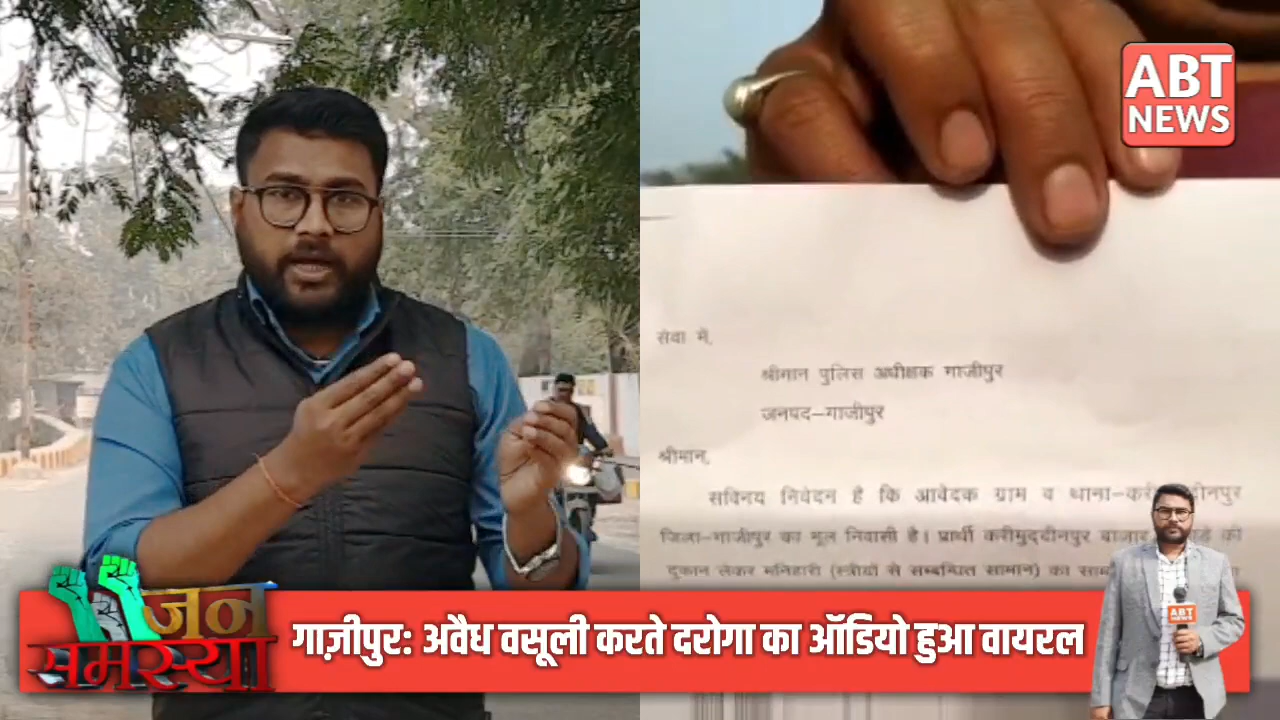 ABT
NEWS
सेवा में,
श्रीमान पुलिस अधीक्षक गाजीपुर
जनपद–गाजीपुर
श्रीमान,
सविनय निवेदन है कि आवेदक ग्राम व थाना–करी दीनपुर
जिला–गाजीपुर का मूल निवासी है। प्रार्थी करीमुद्दीनपुर बाजार की
दुकान लेकर मनिहारी (स्त्रीयों से सम्बन्धित सामान) का
ABT
NEWS
जन
समस्या
गाज़ीपुर: अवैध वसूली करते दरोगा का ऑडियो हुआ वायरल